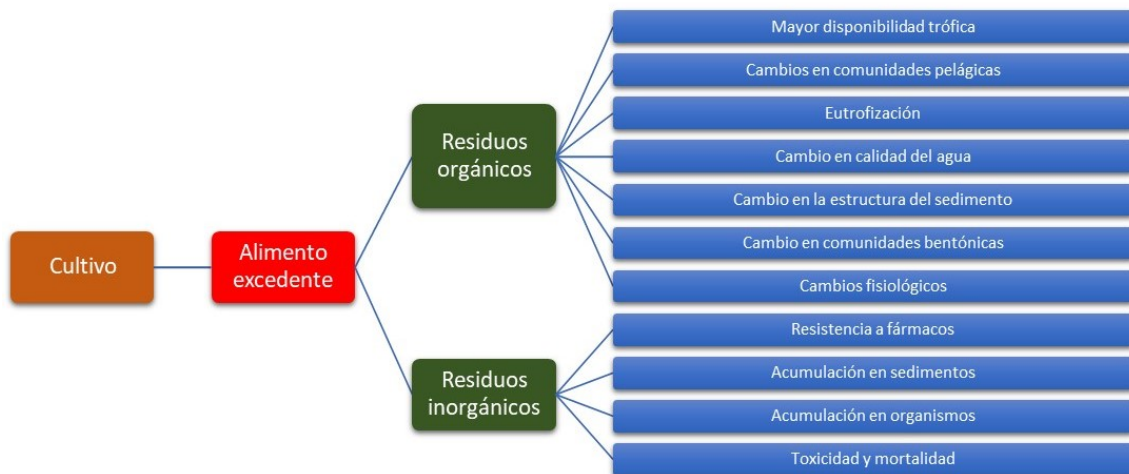 Cultivo
Alimento
excedente
Residuos
orgánicos
Mayor disponibilidad trófica
Cambios en comunidades pelágicas
Eutrofización
Cambio en calidad del agua
Cambio en la estructura del sedimento
Cambio en comunidades bentónicas
Cambios fisiológicos
Residuos
inorgánicos
Resistencia a fármacos
Acumulación en sedimentos
Acumulación en organismos
Toxicidad y mortalidad